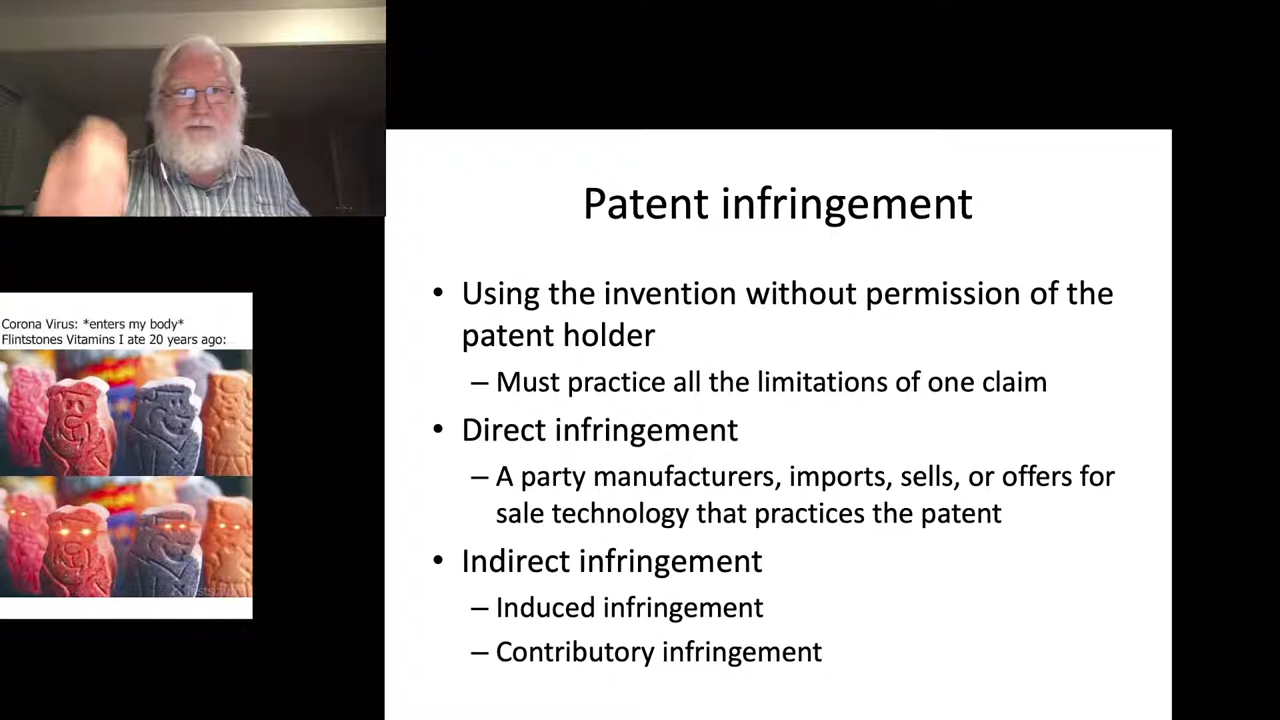 Corona Virus: *enters my body*
Flintstones Vitamins I ate 20 years ago:
Patent infringement
• Using the invention without permission of the
patent holder
– Must practice all the limitations of one claim
• Direct infringement
– A party manufacturers, imports, sells, or offers for
sale technology that practices the patent
• Indirect infringement
– Induced infringement
– Contributory infringement